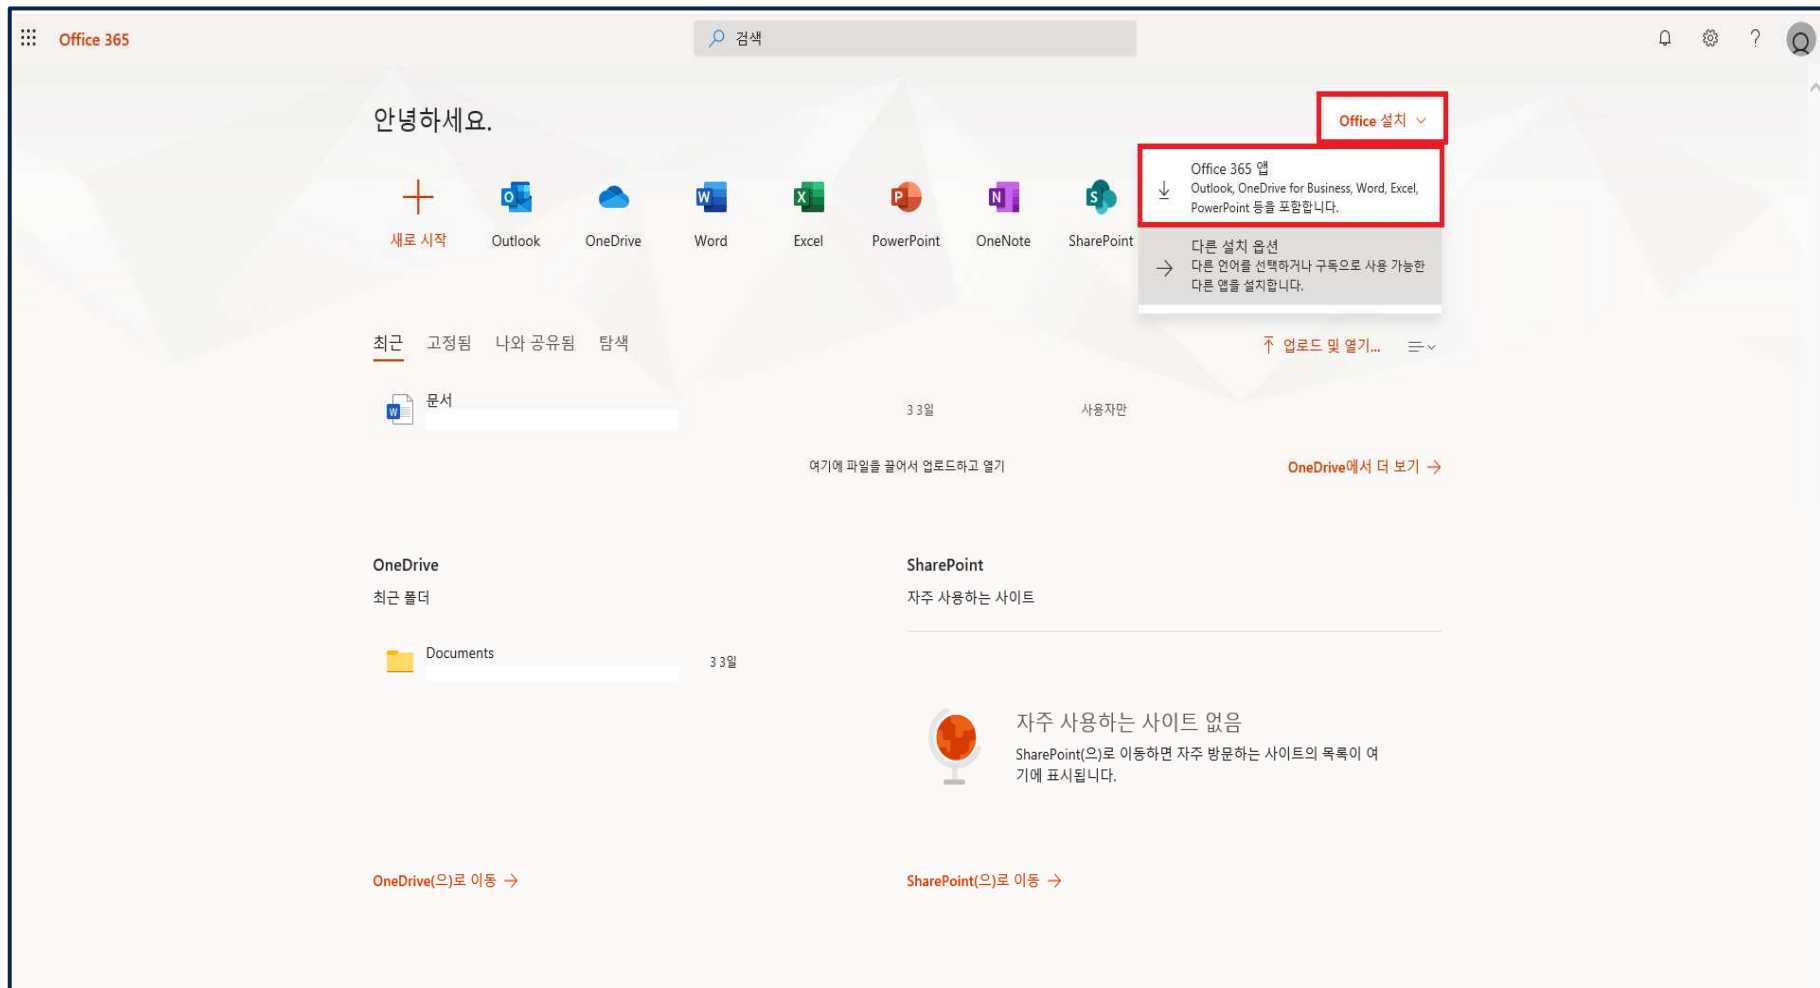 Office 365
검색
안녕하세요.
Office 설치
Office 365 앱
Outlook, OneDrive for Business, Word, Excel,
PowerPoint 등을 포함합니다.
새로 시작
Outlook
OneDrive
Word
Excel
PowerPoint
OneNote
SharePoint
다른 설치 옵션
다른 언어를 선택하거나 구독으로 사용 가능한
다른 앱을 설치합니다.
최근 고정됨 나와 공유됨 탐색
업로드 및 열기...
문서
3 3일
사용자만
여기에 파일을 끌어서 업로드하고 열기
OneDrive에서 더 보기
OneDrive
최근 폴더
Documents
3 3일
SharePoint
자주 사용하는 사이트
자주 사용하는 사이트 없음
SharePoint(으)로 이동하면 자주 방문하는 사이트의 목록이 여
기에 표시됩니다.
OneDrive(으)로 이동
SharePoint(으)로 이동